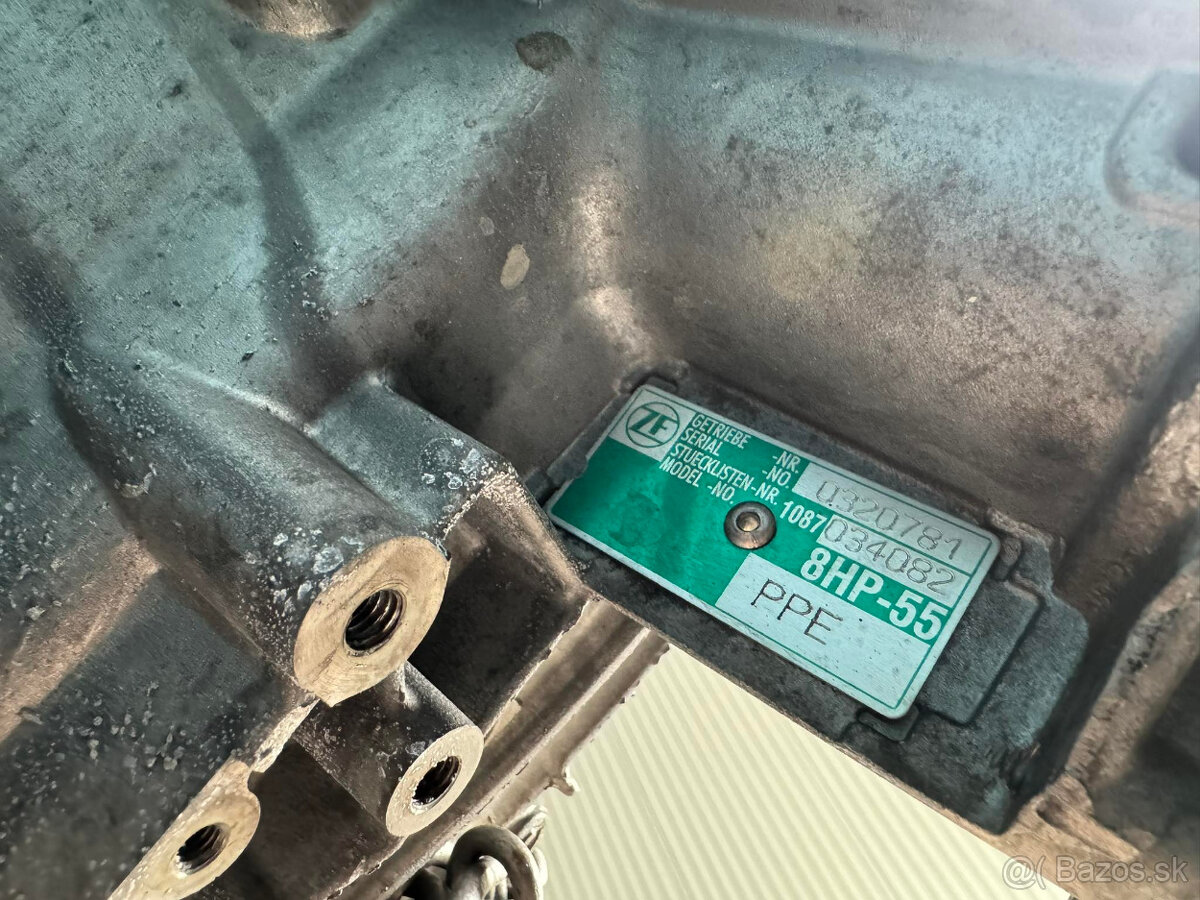 ZF
GETRIEBE -NR.
SERIAL -NO. 0320781
STUECKLISTEN-NR.
MODEL -NO. 1087 034082
8HP-55
PPE
@( Bazos.sk